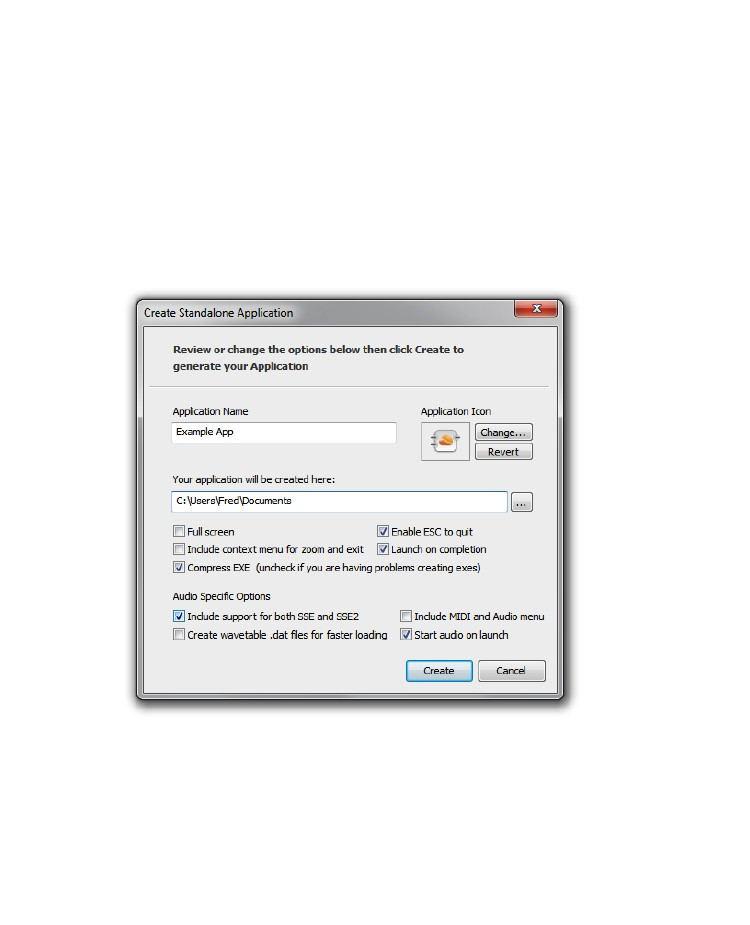 Create Standalone Application
X
Review or change the options below then click Create to
generate your Application
Application Name
Application Icon
Example App
Change...
Revert
Your application will be created here:
C:\Users\Fred\Documents
...
Full screen
Enable ESC to quit
Include context menu for zoom and exit
Launch on completion
Compress EXE (uncheck if you are having problems creating exes)
Audio Specific Options
Include support for both SSE and SSE2
Include MIDI and Audio menu
Create wavetable .dat files for faster loading
Start audio on launch
Create
Cancel